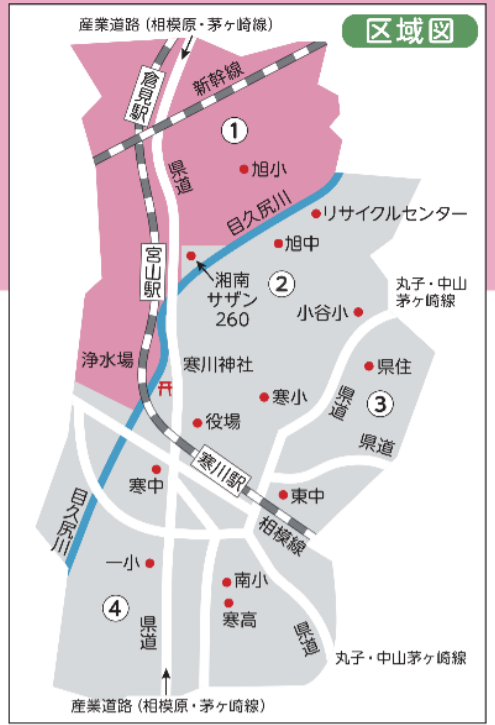 産業道路（相模原・茅ヶ崎線）
区域図
倉見駅
新幹線
①
県道
旭小
目久尻川
リサイクルセンター
宮山駅
旭中
湘南
サザン
260
②
丸子・中山
茅ヶ崎線
小谷小
浄水場
寒川神社
県住
県道
③
寒小
役場
県道
寒川駅
寒中
東中
目久尻川
相模線
一小
南小
④
寒高
県道
県道
丸子・中山茅ヶ崎線
産業道路（相模原・茅ヶ崎線）